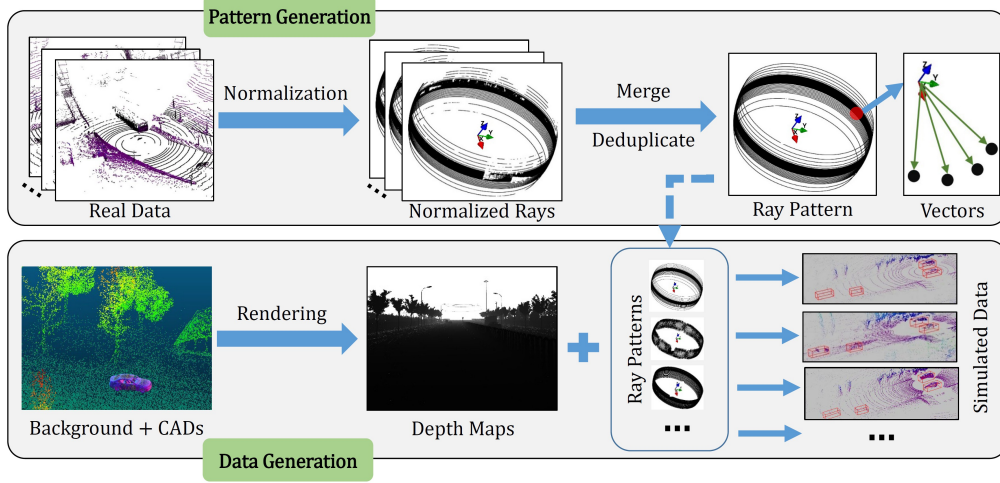 Pattern Generation
Normalization
Merge
Deduplicate
Z
Y
Z
Y
Z
Y
Real Data
Normalized Rays
Ray Pattern
Vectors
Rendering
Ray Patterns
Simulated Data
Background + CADs
Depth Maps
Data Generation